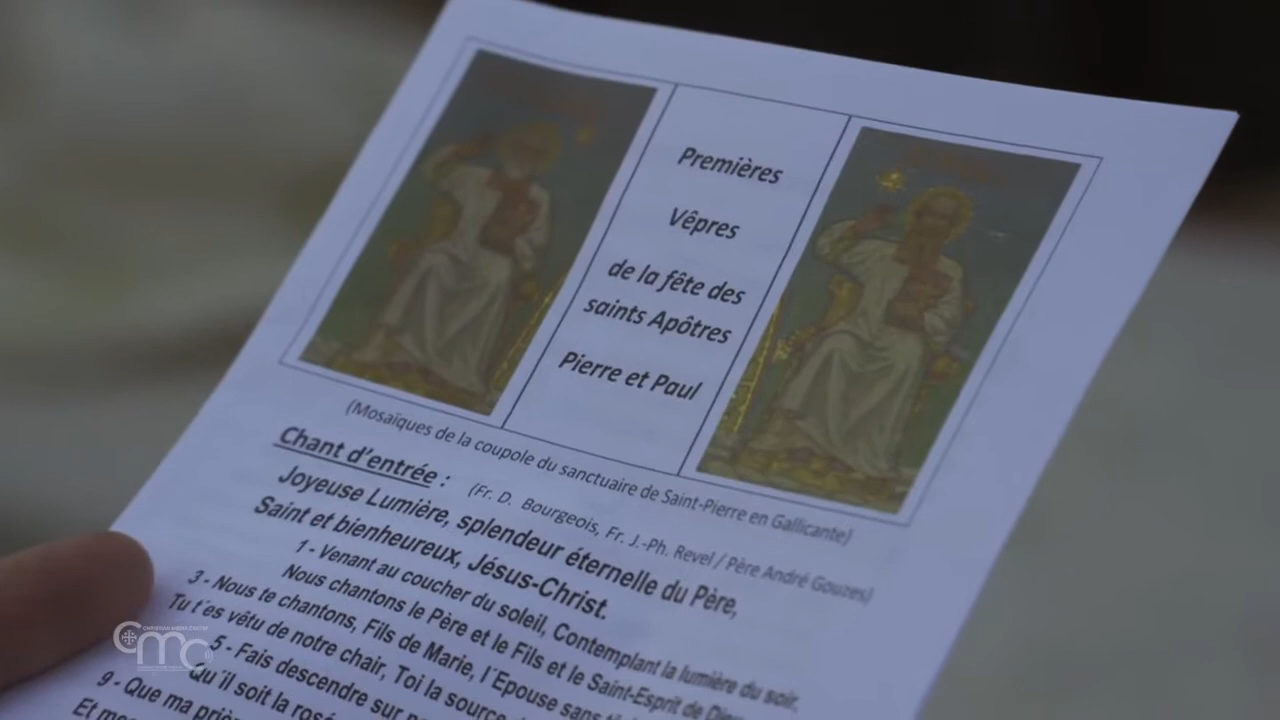 Premières
Vêpres
de la fête des
saints Apôtres
Pierre et Paul
(Mosaïques de la coupole du sanctuaire de Saint-Pierre en Gallicante)
Chant d'entrée : (Fr. D. Bourgeois, Fr. J.-Ph. Revel / Père André Gouzes)
Joyeuse Lumière, splendeur éternelle du Père,
Saint et bienheureux, Jésus-Christ.
1 - Venant au coucher du soleil, Contemplant la lumière du soir.
Nous chantons le Père et le Fils et le Saint-Esprit de Dieu
3 - Nous te chantons, Fils de Marie, l'Epouse sans
Tu t'es vêtu de notre chair, Toi la source
5 - Fais descendre sur
Qu'il soit la
9 - Que ma
Et
CMC